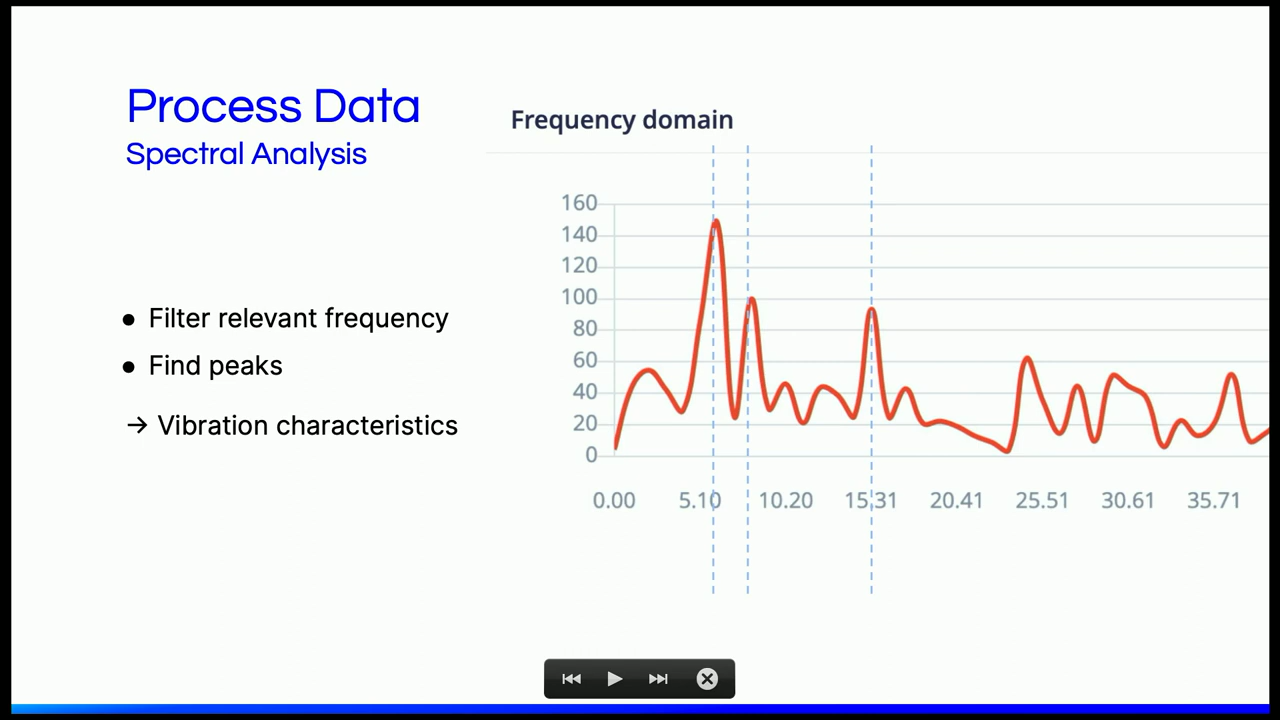 Process Data
Spectral Analysis
● Filter relevant frequency
● Find peaks
→ Vibration characteristics
Frequency domain
160
140
120
100
80
60
40
20
0
0.00 5.10 10.20 15.31 20.41 25.51 30.61 35.71